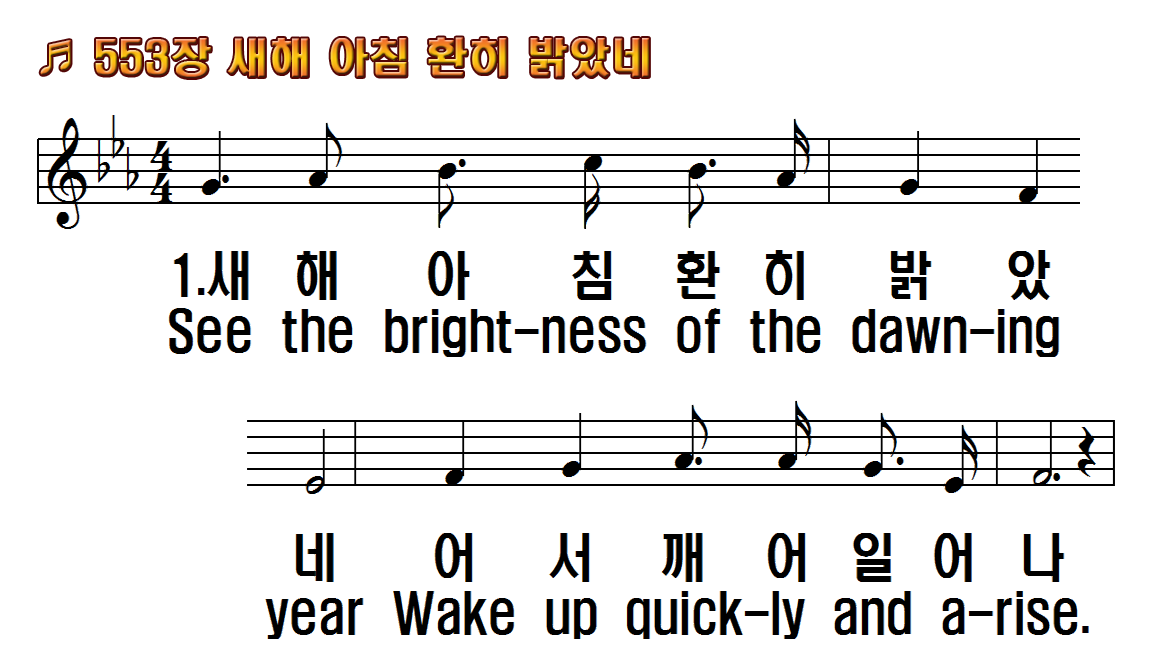 553장 새해 아침 환히 밝았네
4
4
1.새 해 아 침 환 히 밝 았
See the bright-ness of the dawn-ing
네 어 서 깨 어 일 어 나
year Wake up quick-ly and a-rise.